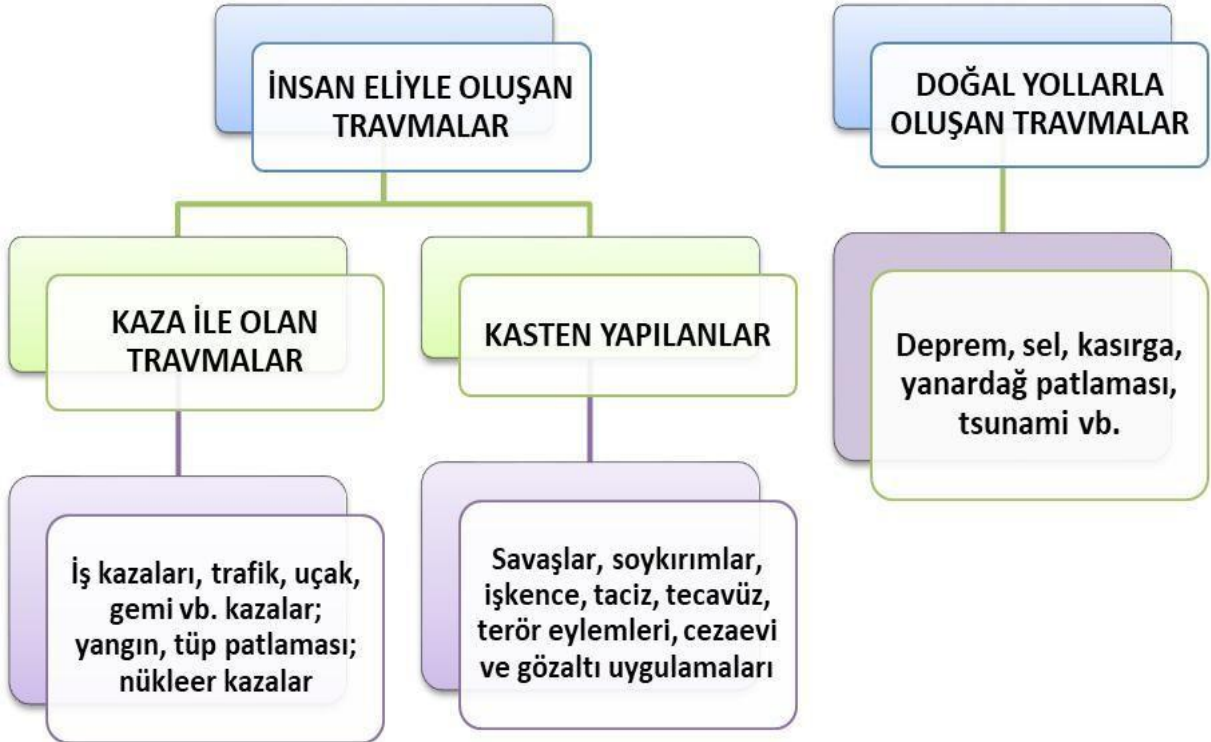 İNSAN ELİYLE OLUŞAN
TRAVMALAR
DOĞAL YOLLARLA
OLUŞAN TRAVMALAR
KAZA İLE OLAN
TRAVMALAR
KASTEN YAPILANLAR
Deprem, sel, kasırga,
yanardağ patlaması,
tsunami vb.
İş kazaları, trafik, uçak,
gemi vb. kazalar;
yangın, tüp patlaması;
nükleer kazalar
Savaşlar, soykırımlar,
işkence, taciz, tecavüz,
terör eylemleri, cezaevi
ve gözaltı uygulamaları